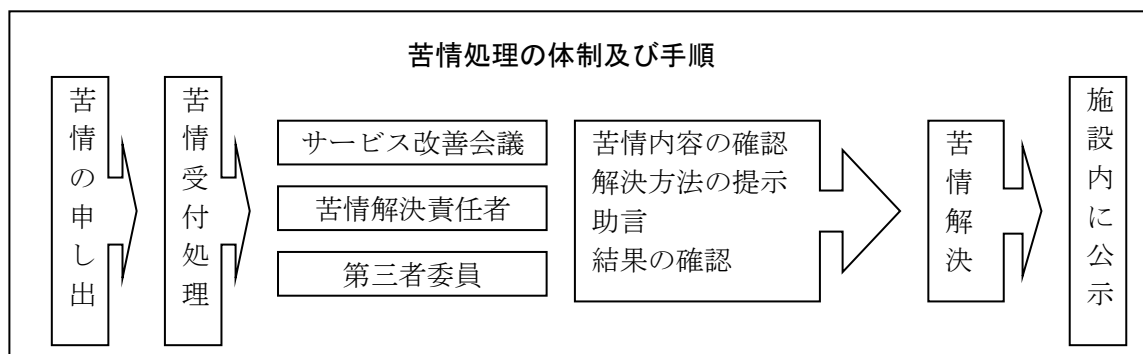 苦情処理の体制及び手順
苦情の申し出
苦情受付処理
サービス改善会議
苦情解決責任者
第三者委員
苦情内容の確認
解決方法の提示
助言
結果の確認
苦情解決
施設内に公示